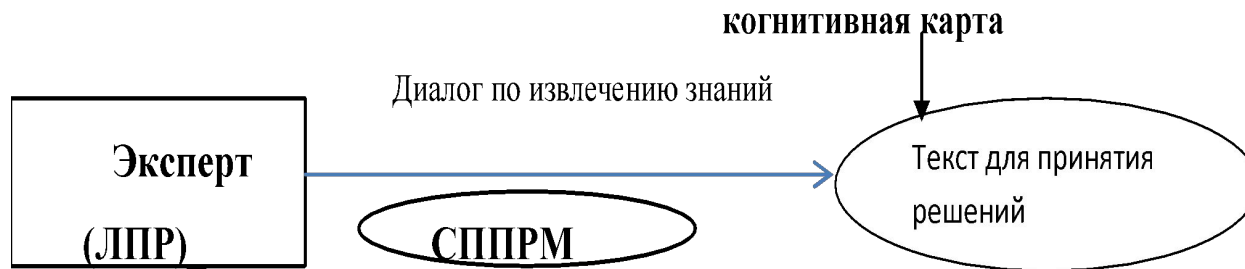 когнитивная карта
Диалог по извлечению знаний
Эксперт
(ЛПР)
СППРМ
Текст для принятия
решений